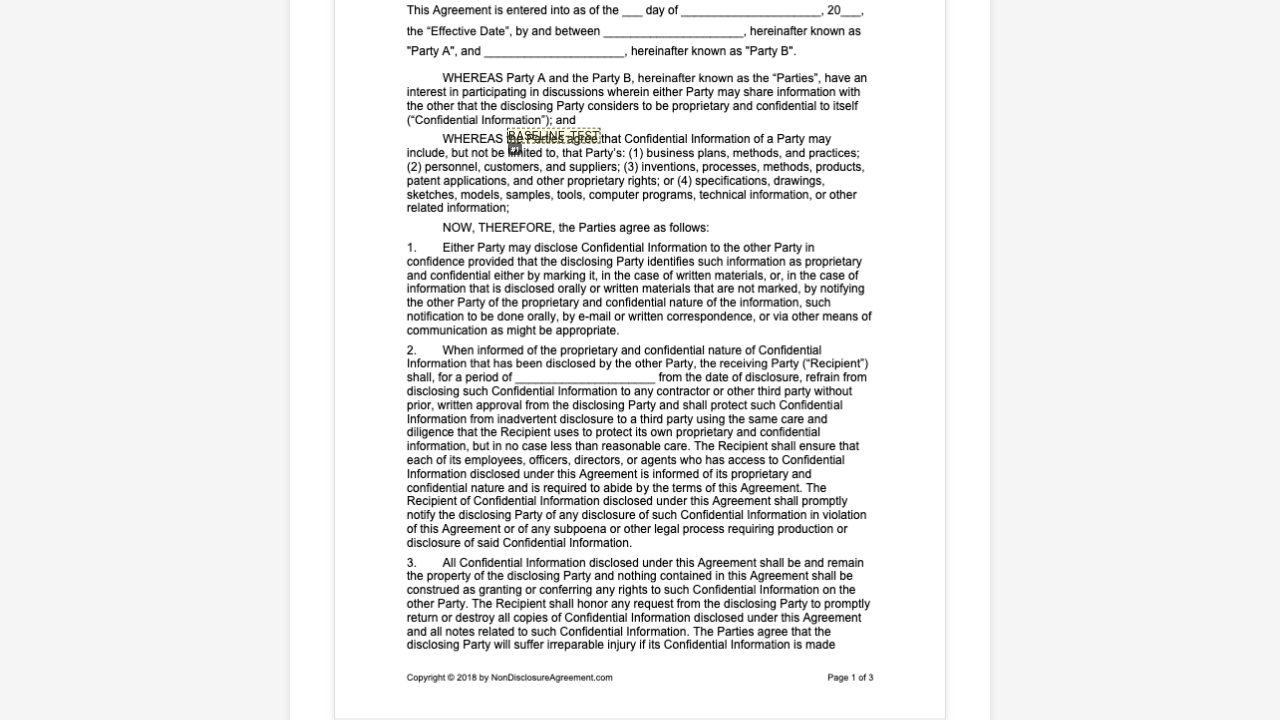 This Agreement is entered into as of the ___ day of _____________________, 20___,
the “Effective Date”, by and between _____________________, hereinafter known as
"Party A", and _____________________, hereinafter known as "Party B".
WHEREAS Party A and the Party B, hereinafter known as the “Parties”, have an
interest in participating in discussions wherein either Party may share information with
the other that the disclosing Party considers to be proprietary and confidential to itself
(“Confidential Information”); and
BASELINE_TEST
WHEREAS the Parties agree that Confidential Information of a Party may
include, but not be limited to, that Party’s: (1) business plans, methods, and practices;
(2) personnel, customers, and suppliers; (3) inventions, processes, methods, products,
patent applications, and other proprietary rights; or (4) specifications, drawings,
sketches, models, samples, tools, computer programs, technical information, or other
related information;
NOW, THEREFORE, the Parties agree as follows:
1. Either Party may disclose Confidential Information to the other Party in
confidence provided that the disclosing Party identifies such information as proprietary
and confidential either by marking it, in the case of written materials, or, in the case of
information that is disclosed orally or written materials that are not marked, by notifying
the other Party of the proprietary and confidential nature of the information, such
notification to be done orally, by e-mail or written correspondence, or via other means of
communication as might be appropriate.
2. When informed of the proprietary and confidential nature of Confidential
Information that has been disclosed by the other Party, the receiving Party (“Recipient”)
shall, for a period of _____________________ from the date of disclosure, refrain from
disclosing such Confidential Information to any contractor or other third party without
prior, written approval from the disclosing Party and shall protect such Confidential
Information from inadvertent disclosure to a third party using the same care and
diligence that the Recipient uses to protect its own proprietary and confidential
information, but in no case less than reasonable care. The Recipient shall ensure that
each of its employees, officers, directors, or agents who has access to Confidential
Information disclosed under this Agreement is informed of its proprietary and
confidential nature and is required to abide by the terms of this Agreement. The
Recipient of Confidential Information disclosed under this Agreement shall promptly
notify the disclosing Party of any disclosure of such Confidential Information in violation
of this Agreement or of any subpoena or other legal process requiring production or
disclosure of said Confidential Information.
3. All Confidential Information disclosed under this Agreement shall be and remain
the property of the disclosing Party and nothing contained in this Agreement shall be
construed as granting or conferring any rights to such Confidential Information on the
other Party. The Recipient shall honor any request from the disclosing Party to promptly
return or destroy all copies of Confidential Information disclosed under this Agreement
and all notes related to such Confidential Information. The Parties agree that the
disclosing Party will suffer irreparable injury if its Confidential Information is made
Copyright © 2018 by NonDisclosureAgreement.com Page 1 of 3